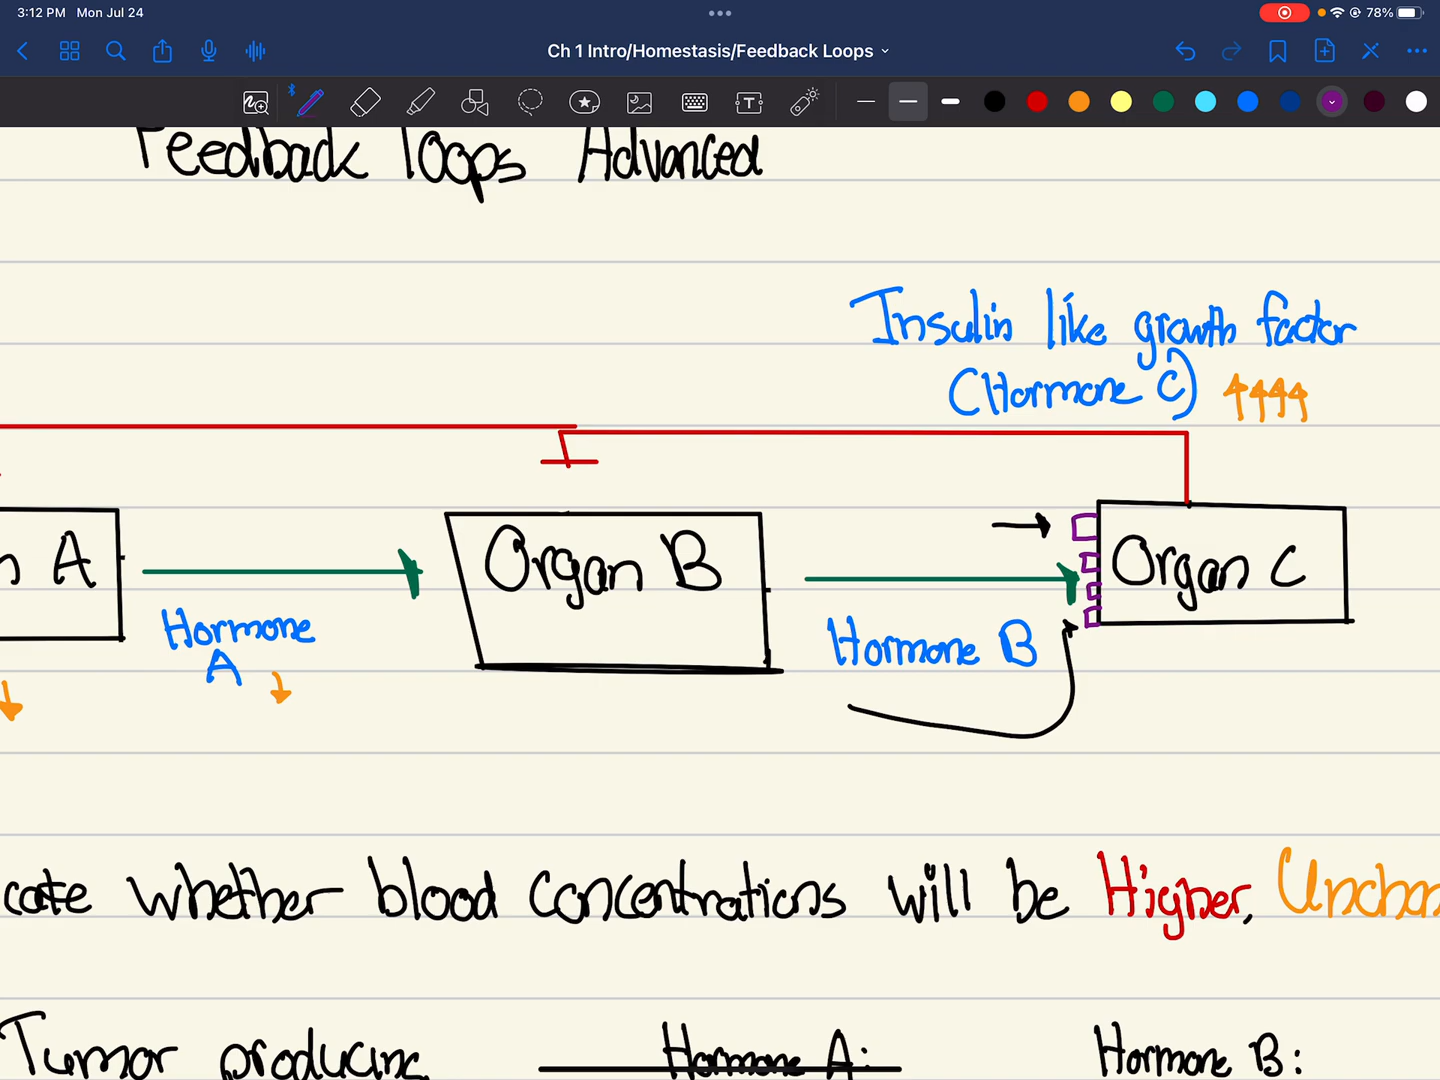 3:12 PM Mon Jul 24
78%
Ch 1 Intro/Homestasis/Feedback Loops
Feedback loops Advanced
Insulin like growth factor
(Hormone C)
n A
Organ B
Organ C
Hormone
A
Hormone B
cate whether blood concentrations will be Higher, Unchan
Tumor producing
Hormone A:
Hormone B: